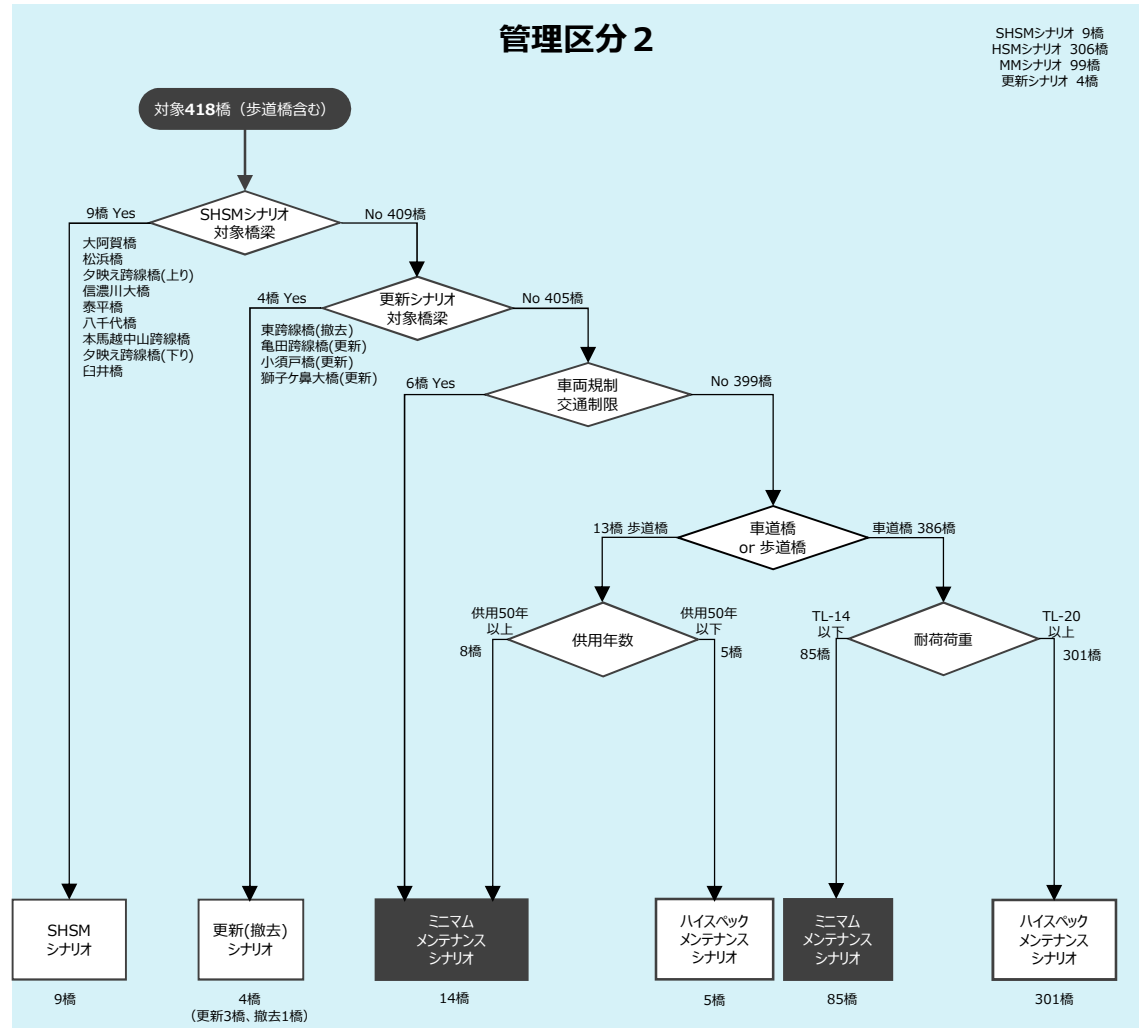 管理区分２
SHSMシナリオ 9橋
HSMシナリオ 306橋
MMシナリオ 99橋
更新シナリオ 4橋
対象418橋（歩道橋含む）
SHSMシナリオ
対象橋梁
9橋 Yes
No 409橋
大阿賀橋
松浜橋
夕映え跨線橋(上り)
信濃川大橋
泰平橋
八千代橋
本馬越中山跨線橋
夕映え跨線橋(下り)
臼井橋
更新シナリオ
対象橋梁
4橋 Yes
No 405橋
東跨線橋(撤去)
亀田跨線橋(更新)
小須戸橋(更新)
獅子ケ鼻大橋(更新)
車両規制
交通制限
6橋 Yes
No 399橋
車道橋
or 歩道橋
13橋 歩道橋
車道橋 386橋
供用年数
供用50年
以上
8橋
供用50年
以下
5橋
耐荷荷重
TL-14
以下
85橋
TL-20
以上
301橋
SHSM
シナリオ
9橋
更新(撤去)
シナリオ
4橋
（更新3橋、撤去1橋）
ミニマム
メンテナンス
シナリオ
14橋
ハイスペック
メンテナンス
シナリオ
5橋
ミニマム
メンテナンス
シナリオ
85橋
ハイスペック
メンテナンス
シナリオ
301橋